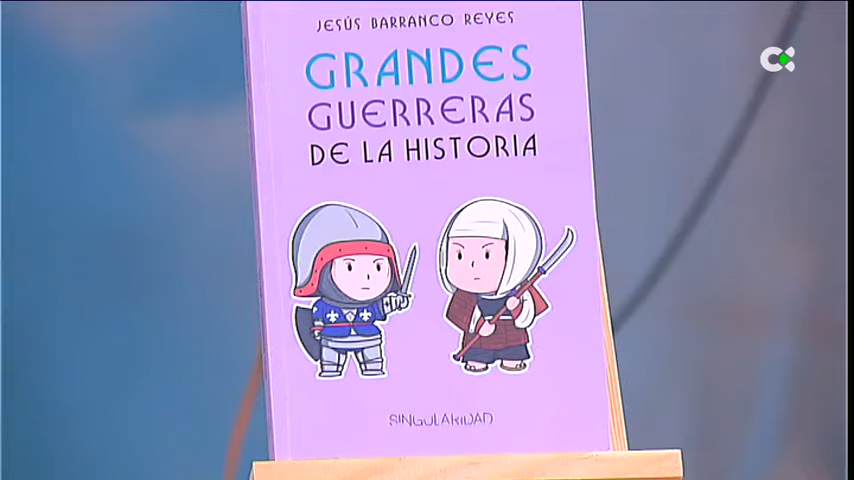 JESÚS BARRANCO REYES
GRANDES
GUERRERAS
DE LA HISTORIA
SINGULARIDAD